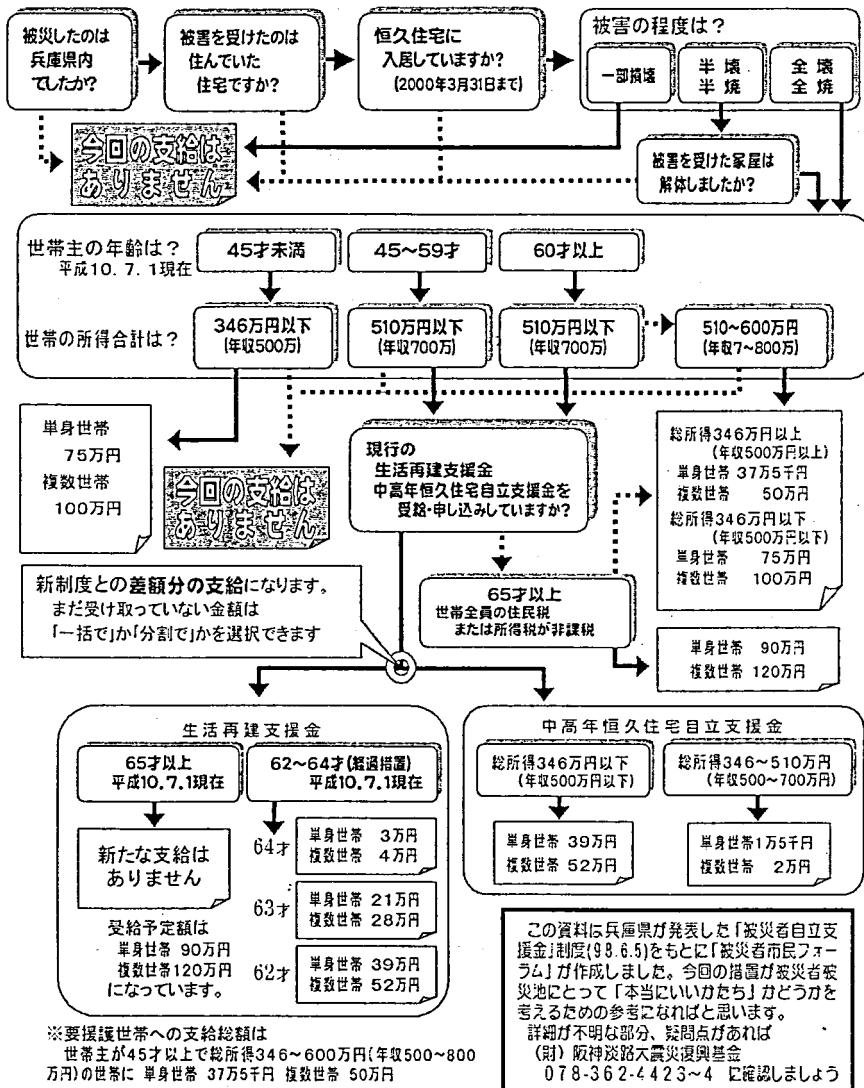 被災したのは
兵庫県内
でしたか?
被害を受けたのは
住んでいた
住宅ですか?
恒久住宅に
入居していますか?
(2000年3月31日まで)
被害の程度は?
一部損壊
半壊
半焼
全壊
全焼
今回の支給は
ありません
被害を受けた家屋は
解体しましたか?
世帯主の年齢は?
平成10.7.1現在
45才未満
45~59才
60才以上
世帯の所得合計は?
346万円以下
(年収500万)
510万円以下
(年収700万)
510万円以下
(年収700万)
510~600万円
(年収7~800万)
単身世帯
75万円
複数世帯
100万円
今回の支給は
ありません
現行の
生活再建支援金
中高年恒久住宅自立支援金を
受給・申し込みしていますか?
総所得346万円以上
(年収500万円以上)
単身世帯 37万5千円
複数世帯 50万円
総所得346万円以下
(年収500万円以下)
単身世帯 75万円
複数世帯 100万円
新制度との差額分の支給になります。
まだ受け取っていない金額は
「一括で」か「分割で」かを選択できます
65才以上
世帯全員の住民税
または所得税が非課税
単身世帯 90万円
複数世帯 120万円
生活再建支援金
65才以上
平成10.7.1現在
62~64才(経過措置)
平成10.7.1現在
新たな支給は
ありません
受給予定額は
単身世帯 90万円
複数世帯120万円
になっています。
64才
単身世帯 3万円
複数世帯 4万円
63才
単身世帯 21万円
複数世帯 28万円
62才
単身世帯 39万円
複数世帯 52万円
中高年恒久住宅自立支援金
総所得346万円以下
(年収500万円以下)
総所得346~510万円
(年収500~700万円)
単身世帯 39万円
複数世帯 52万円
単身世帯1万5千円
複数世帯 2万円
※要援護世帯への支給総額は
世帯主が45才以上で総所得346~600万円(年収500~800
万円)の世帯に 単身世帯 37万5千円 複数世帯 50万円
この資料は兵庫県が発表した「被災者自立支
援金」制度(98.6.5)をもとに「被災者市民フォー
ラム」が作成しました。今回の措置が被災者被
災池にとって「本当にいいかたち」かどうかを
考えるための参考になればと思います。
詳細が不明な部分、疑問点があれば
(財)阪神淡路大震災復興基金
078-362-4423~4 に確認しましょう